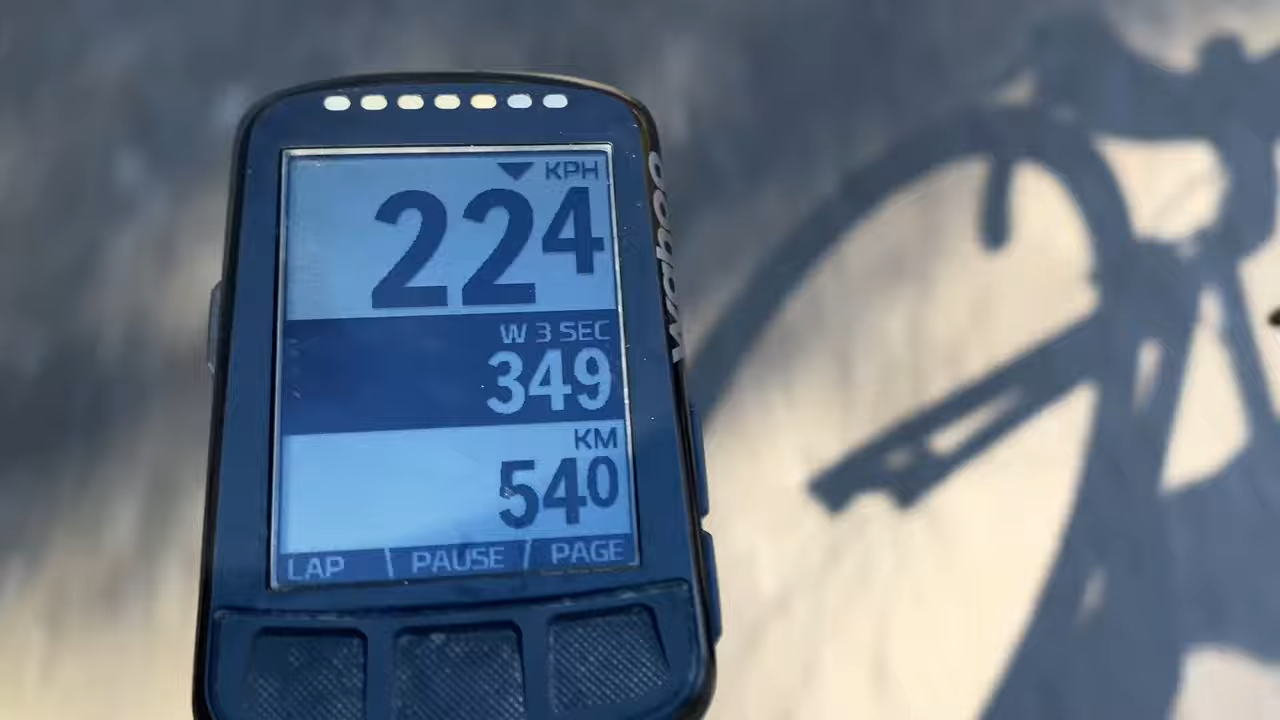 KPH
22⁴
W 3 SEC
349
KM
54⁰
LAP | PAUSE | PAGE
wahoo